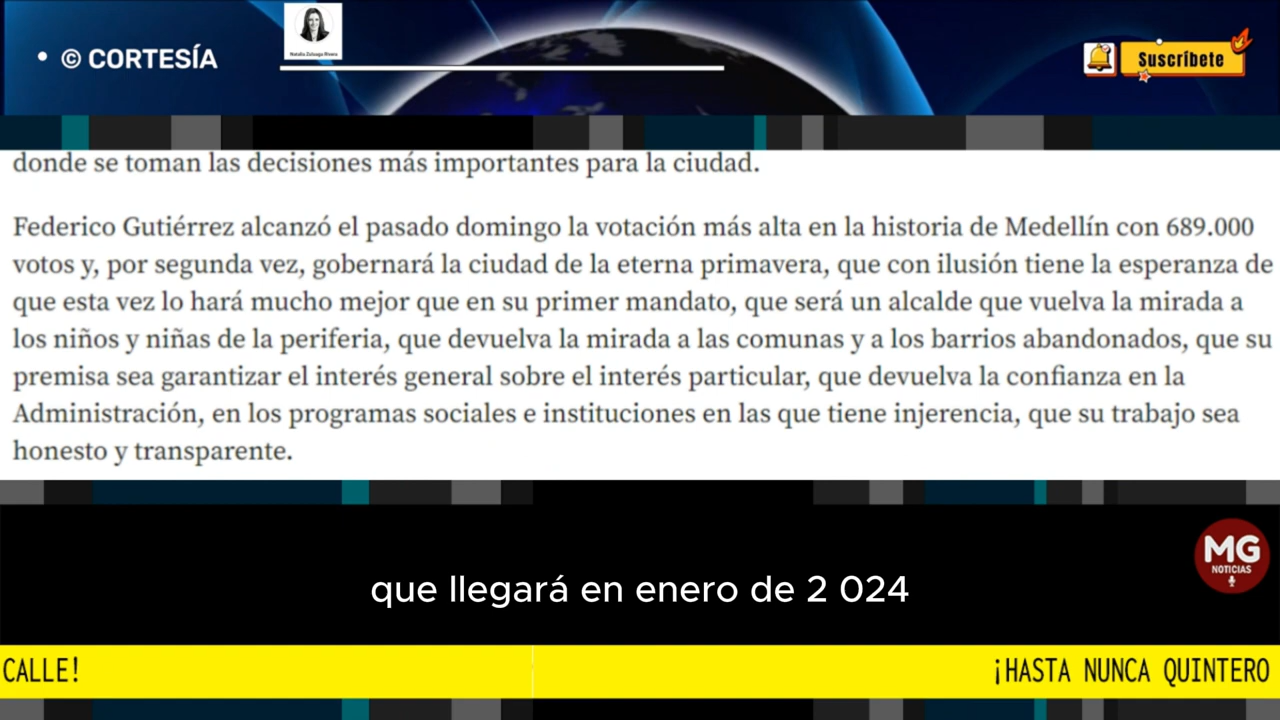 • © CORTESÍA
Natalia Zuluaga Rivera
Suscríbete
donde se toman las decisiones más importantes para la ciudad.
Federico Gutiérrez alcanzó el pasado domingo la votación más alta en la historia de Medellín con 689.000
votos y, por segunda vez, gobernará la ciudad de la eterna primavera, que con ilusión tiene la esperanza de
que esta vez lo hará mucho mejor que en su primer mandato, que será un alcalde que vuelva la mirada a
los niños y niñas de la periferia, que devuelva la mirada a las comunas y a los barrios abandonados, que su
premisa sea garantizar el interés general sobre el interés particular, que devuelva la confianza en la
Administración, en los programas sociales e instituciones en las que tiene injerencia, que su trabajo sea
honesto y transparente.
MG
NOTICIAS
que llegará en enero de 2 024
CALLE!
¡HASTA NUNCA QUINTERO